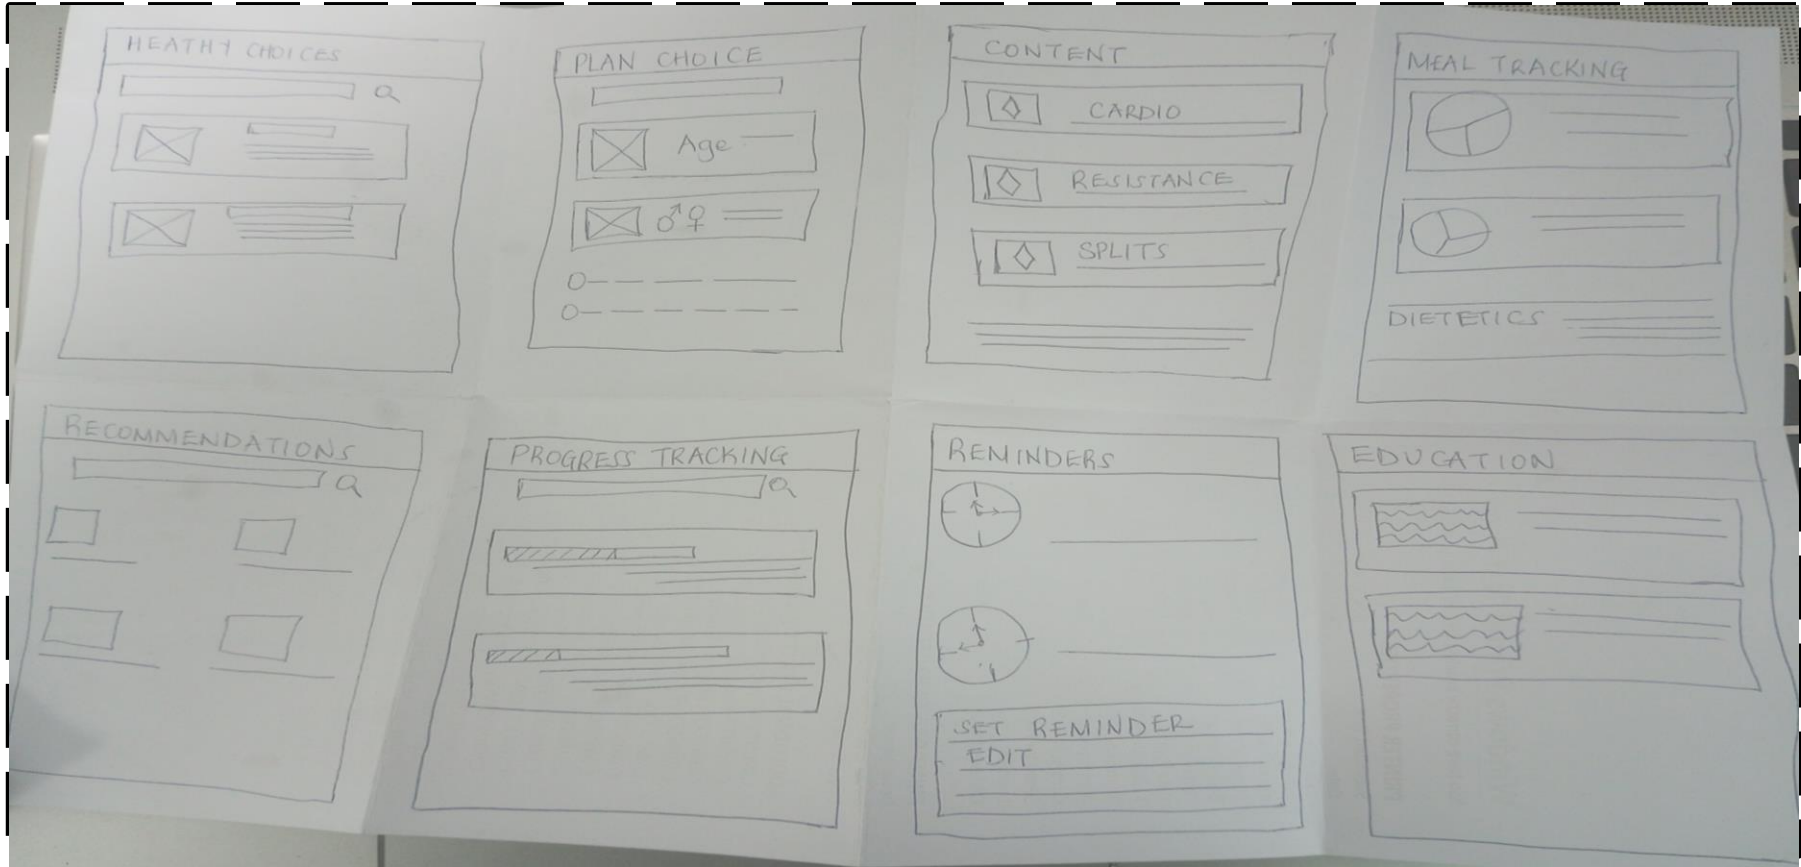 HEATHY CHOICES
PLAN CHOICE
Age
♂♀
CONTENT
CARDIO
RESISTANCE
SPLITS
MEAL TRACKING
DIETETICS
RECOMMENDATIONS
PROGRESS TRACKING
REMINDERS
SET REMINDER
EDIT
EDUCATION